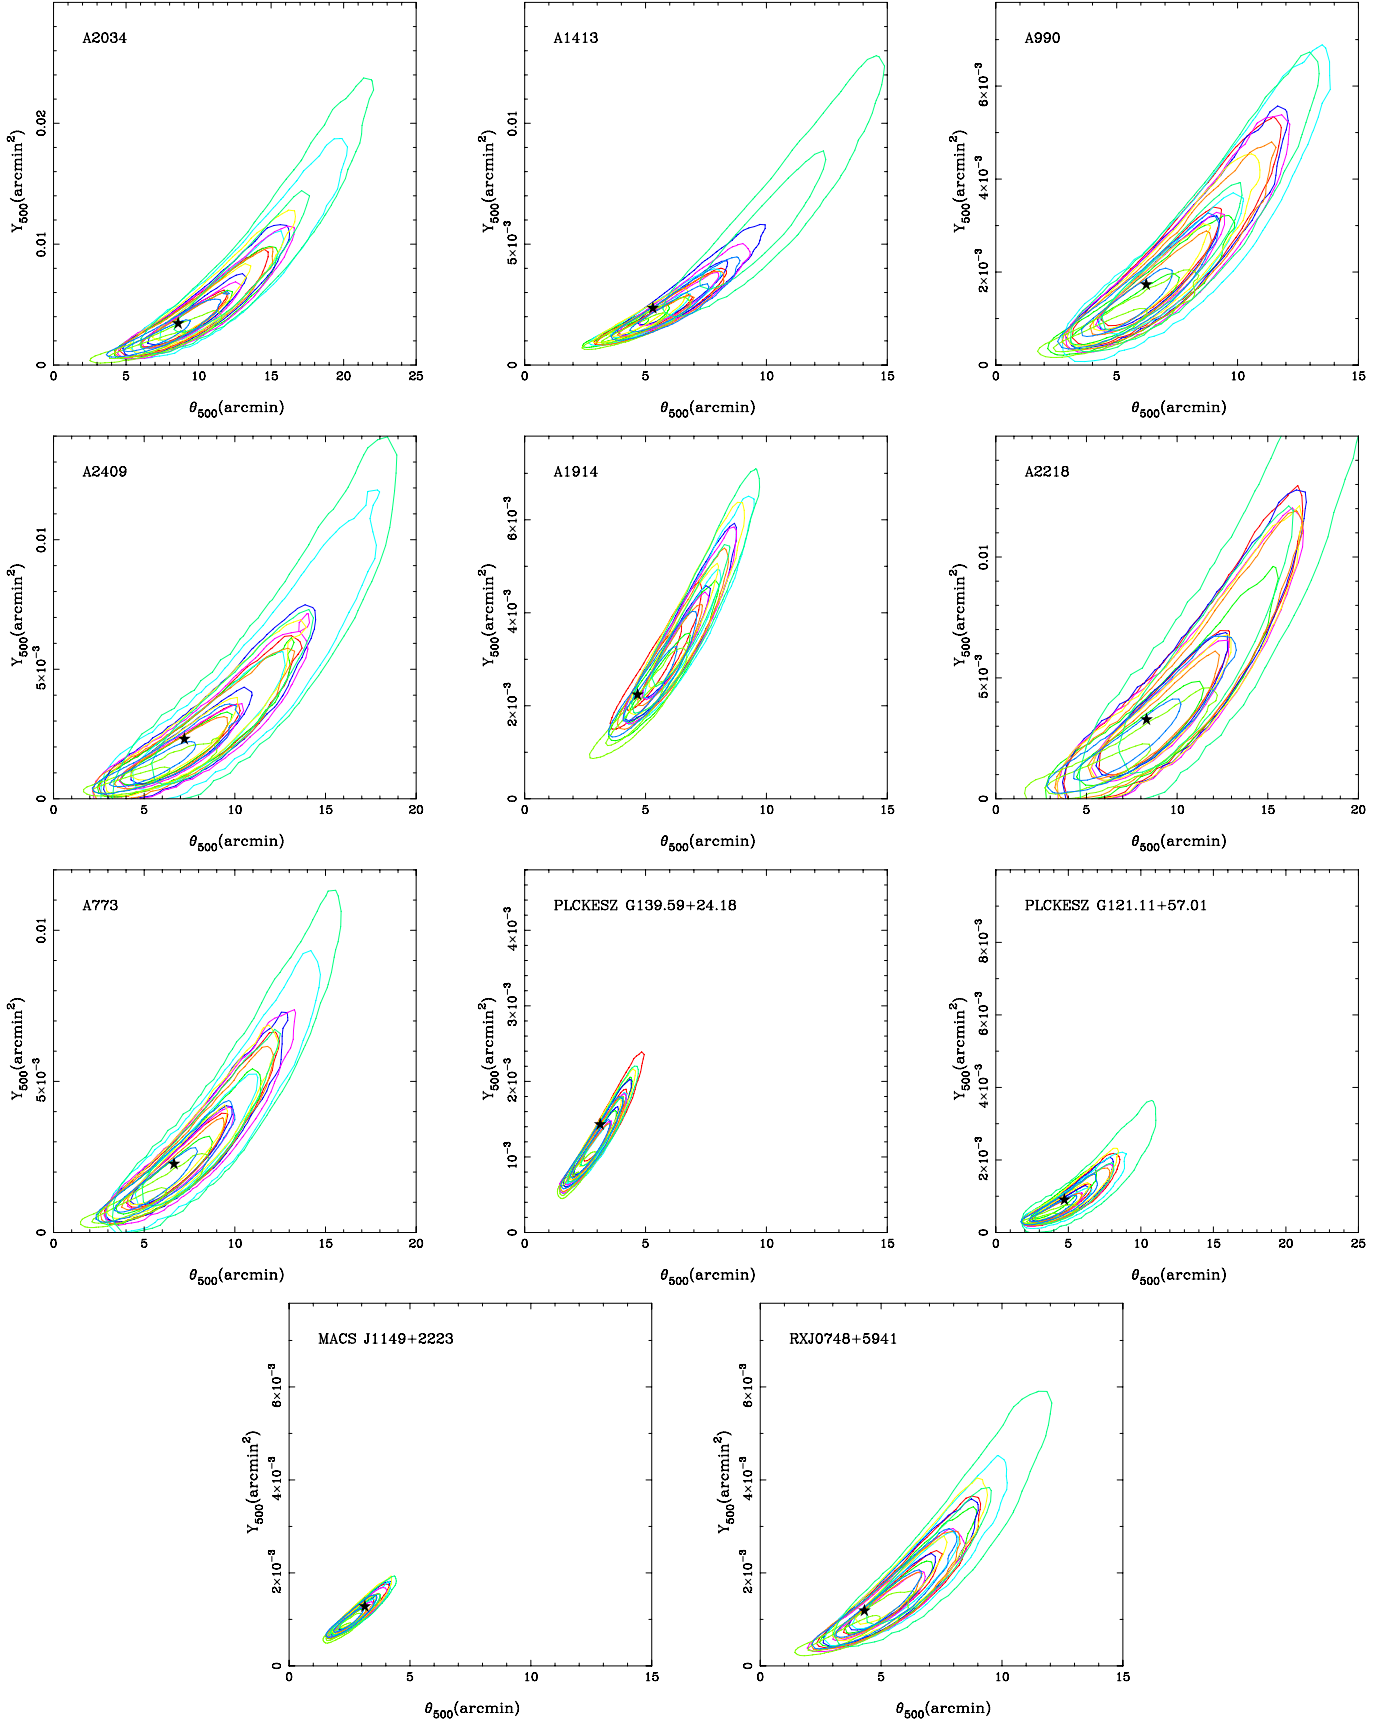 A2034
Y500(arcmin2)
0.02
0.01
0
0 5 10 15 20 25
θ500(arcmin)
A1413
Y500(arcmin2)
0.01
5×10-3
0
0 5 10 15
θ500(arcmin)
A990
Y500(arcmin2)
6×10-3
4×10-3
2×10-3
0
0 5 10 15
θ500(arcmin)
A2409
Y500(arcmin2)
0.01
5×10-3
0
0 5 10 15 20
θ500(arcmin)
A1914
Y500(arcmin2)
6×10-3
4×10-3
2×10-3
0
0 5 10 15
θ500(arcmin)
A2218
Y500(arcmin2)
0.01
5×10-3
0
0 5 10 15 20
θ500(arcmin)
A773
Y500(arcmin2)
0.01
5×10-3
0
0 5 10 15 20
θ500(arcmin)
PLCKESZ G139.59+24.18
Y500(arcmin2)
4×10-3
3×10-3
2×10-3
10-3
0
0 5 10 15
θ500(arcmin)
PLCKESZ G121.11+57.01
Y500(arcmin2)
8×10-3
6×10-3
4×10-3
2×10-3
0
0 5 10 15 20 25
θ500(arcmin)
MACS J1149+2223
Y500(arcmin2)
6×10-3
4×10-3
2×10-3
0
0 5 10 15
θ500(arcmin)
RXJ0748+5941
Y500(arcmin2)
6×10-3
4×10-3
2×10-3
0
0 5 10 15
θ500(arcmin)